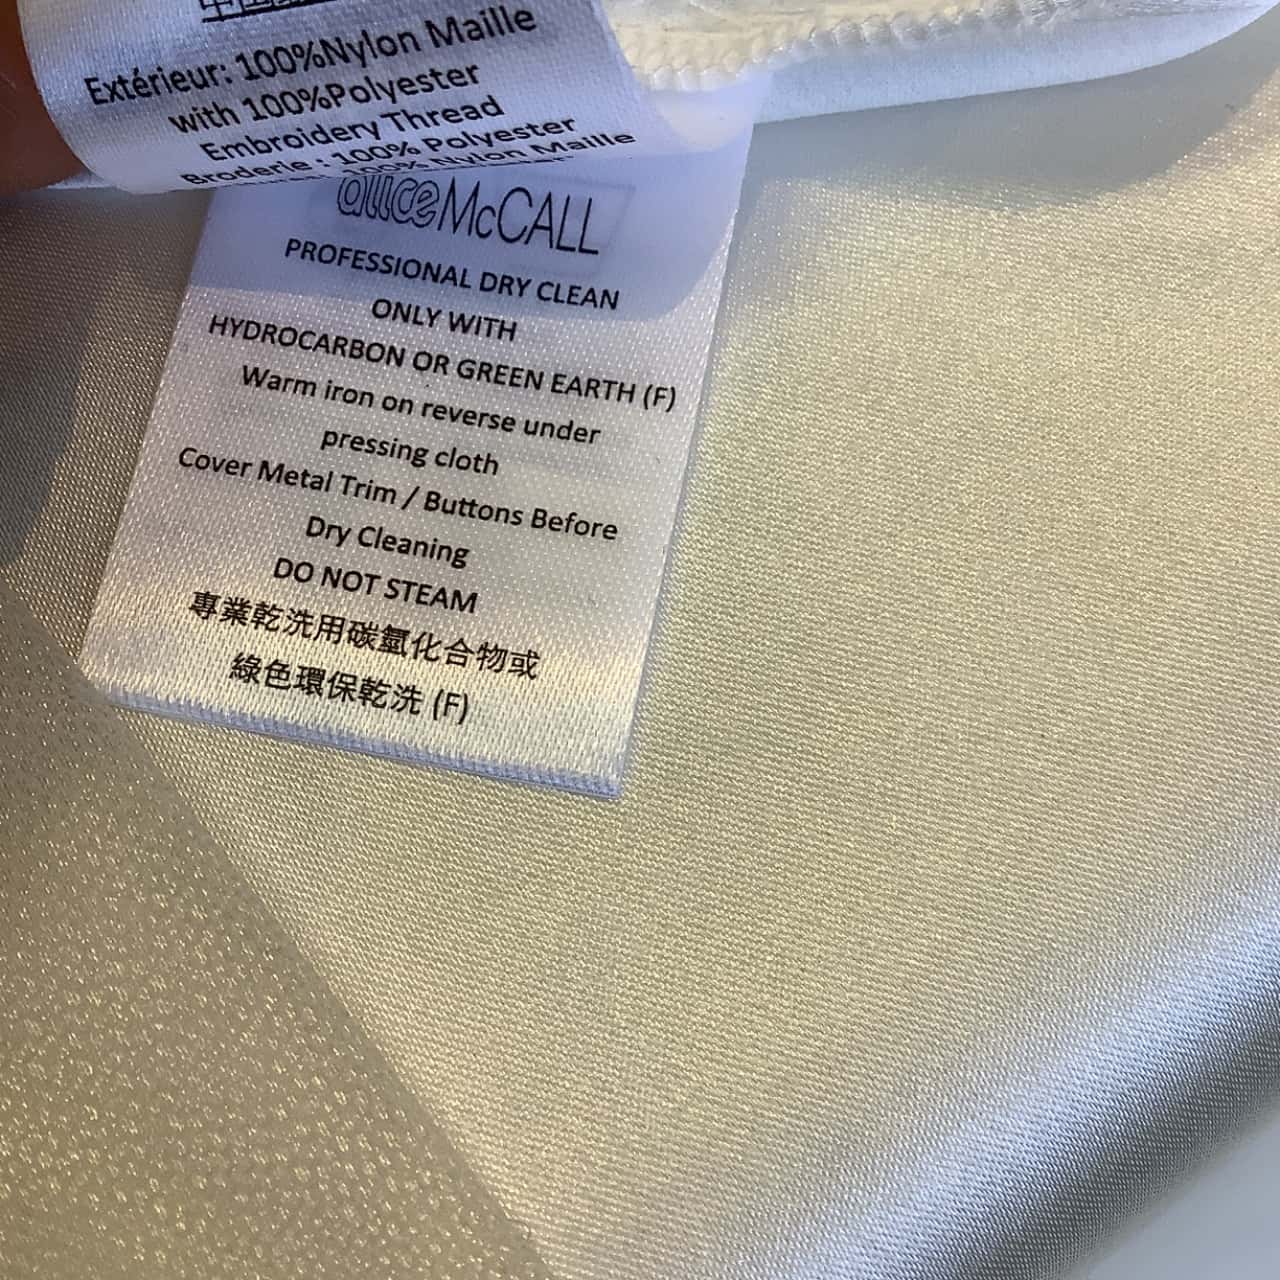 Extérieur: 100%Nylon Maille
with 100%Polyester
Embroidery Thread
Broderie : 100% Polyester
100% Nylon Maille
alice McCALL
PROFESSIONAL DRY CLEAN
ONLY WITH
HYDROCARBON OR GREEN EARTH (F)
Warm iron on reverse under
pressing cloth
Cover Metal Trim / Buttons Before
Dry Cleaning
DO NOT STEAM
專業乾洗用碳氫化合物或
綠色環保乾洗 (F)